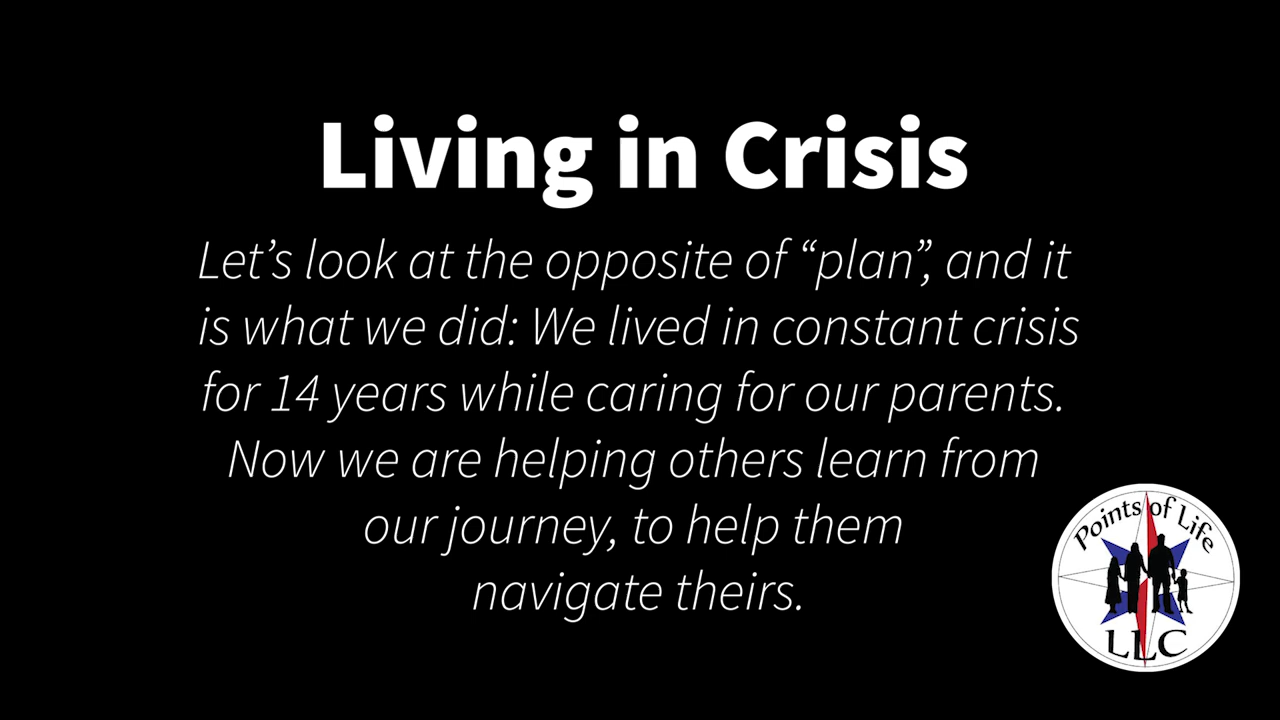 Living in Crisis
Let’s look at the opposite of “plan”, and it
is what we did: We lived in constant crisis
for 14 years while caring for our parents.
Now we are helping others learn from
our journey, to help them
navigate theirs.
Points of Life
LLC